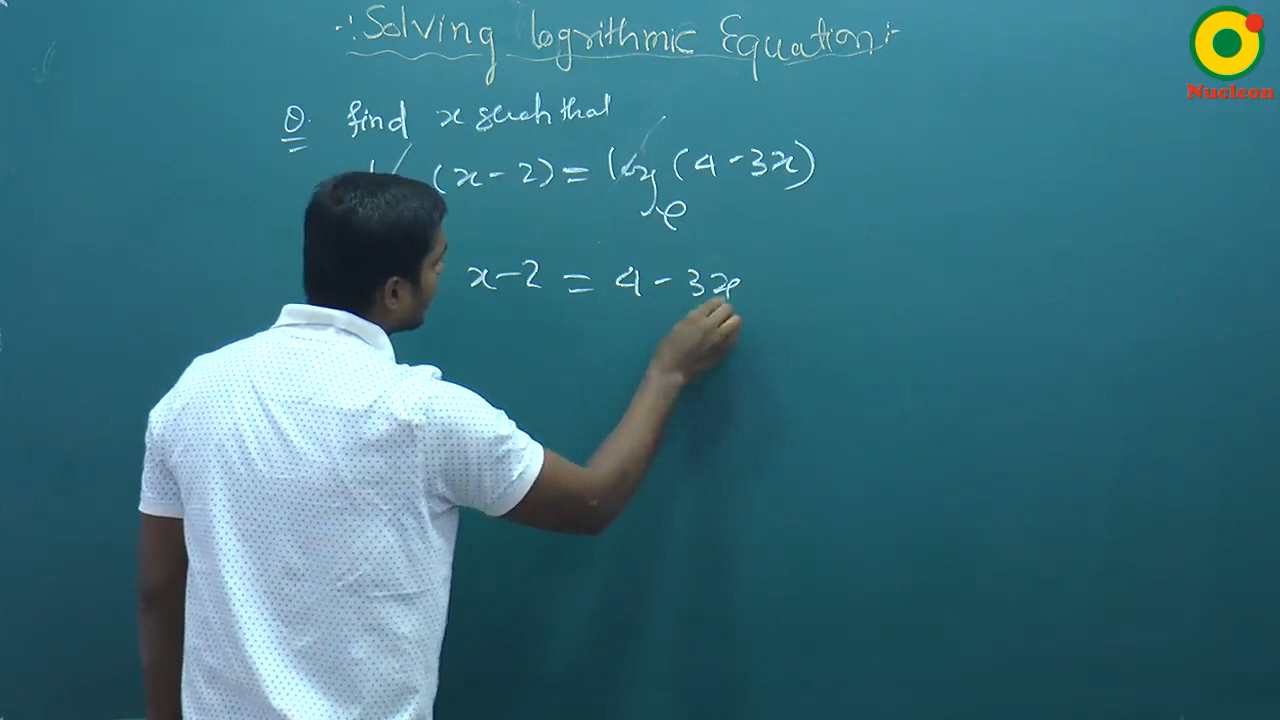 Solving logrithmic Equation:-
Nucleon
Q. find x such that
(x-2) = log e (4-3x)
x-2 = 4-3x